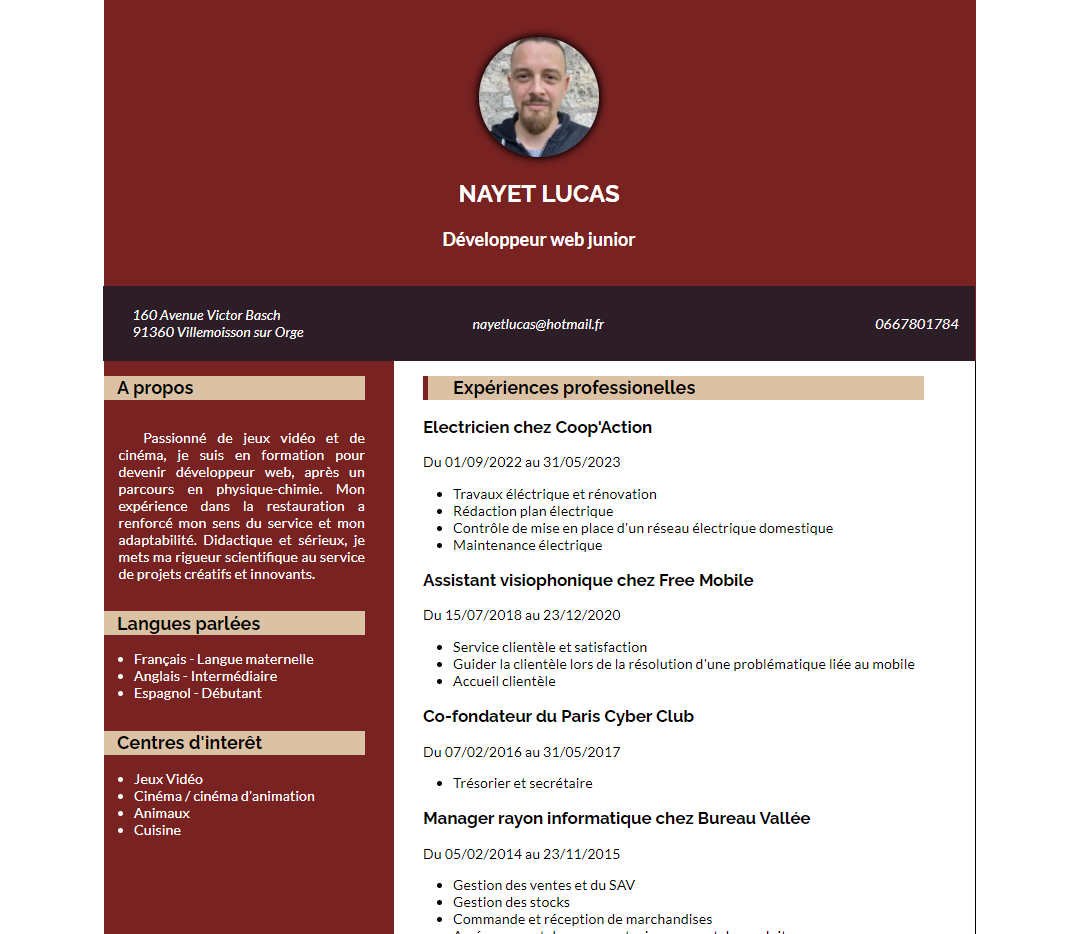 NAYET LUCAS
Développeur web junior
160 Avenue Victor Basch
91360 Villemoisson sur Orge
nayetlucas@hotmail.fr
0667801784
A propos
Passionné de jeux vidéo et de
cinéma, je suis en formation pour
devenir développeur web, après un
parcours en physique-chimie. Mon
expérience dans la restauration a
renforcé mon sens du service et mon
adaptabilité. Didactique et sérieux, je
mets ma rigueur scientifique au service
de projets créatifs et innovants.
Langues parlées
Français - Langue maternelle
Anglais - Intermédiaire
Espagnol - Débutant
Centres d'interêt
Jeux Vidéo
Cinéma / cinéma d'animation
Animaux
Cuisine
Expériences professionelles
Electricien chez Coop'Action
Du 01/09/2022 au 31/05/2023
Travaux éléctrique et rénovation
Rédaction plan électrique
Contrôle de mise en place d'un réseau électrique domestique
Maintenance électrique
Assistant visiophonique chez Free Mobile
Du 15/07/2018 au 23/12/2020
Service clientèle et satisfaction
Guider la clientèle lors de la résolution d'une problématique liée au mobile
Accueil clientèle
Co-fondateur du Paris Cyber Club
Du 07/02/2016 au 31/05/2017
Trésorier et secrétaire
Manager rayon informatique chez Bureau Vallée
Du 05/02/2014 au 23/11/2015
Gestion des ventes et du SAV
Gestion des stocks
Commande et réception de marchandises